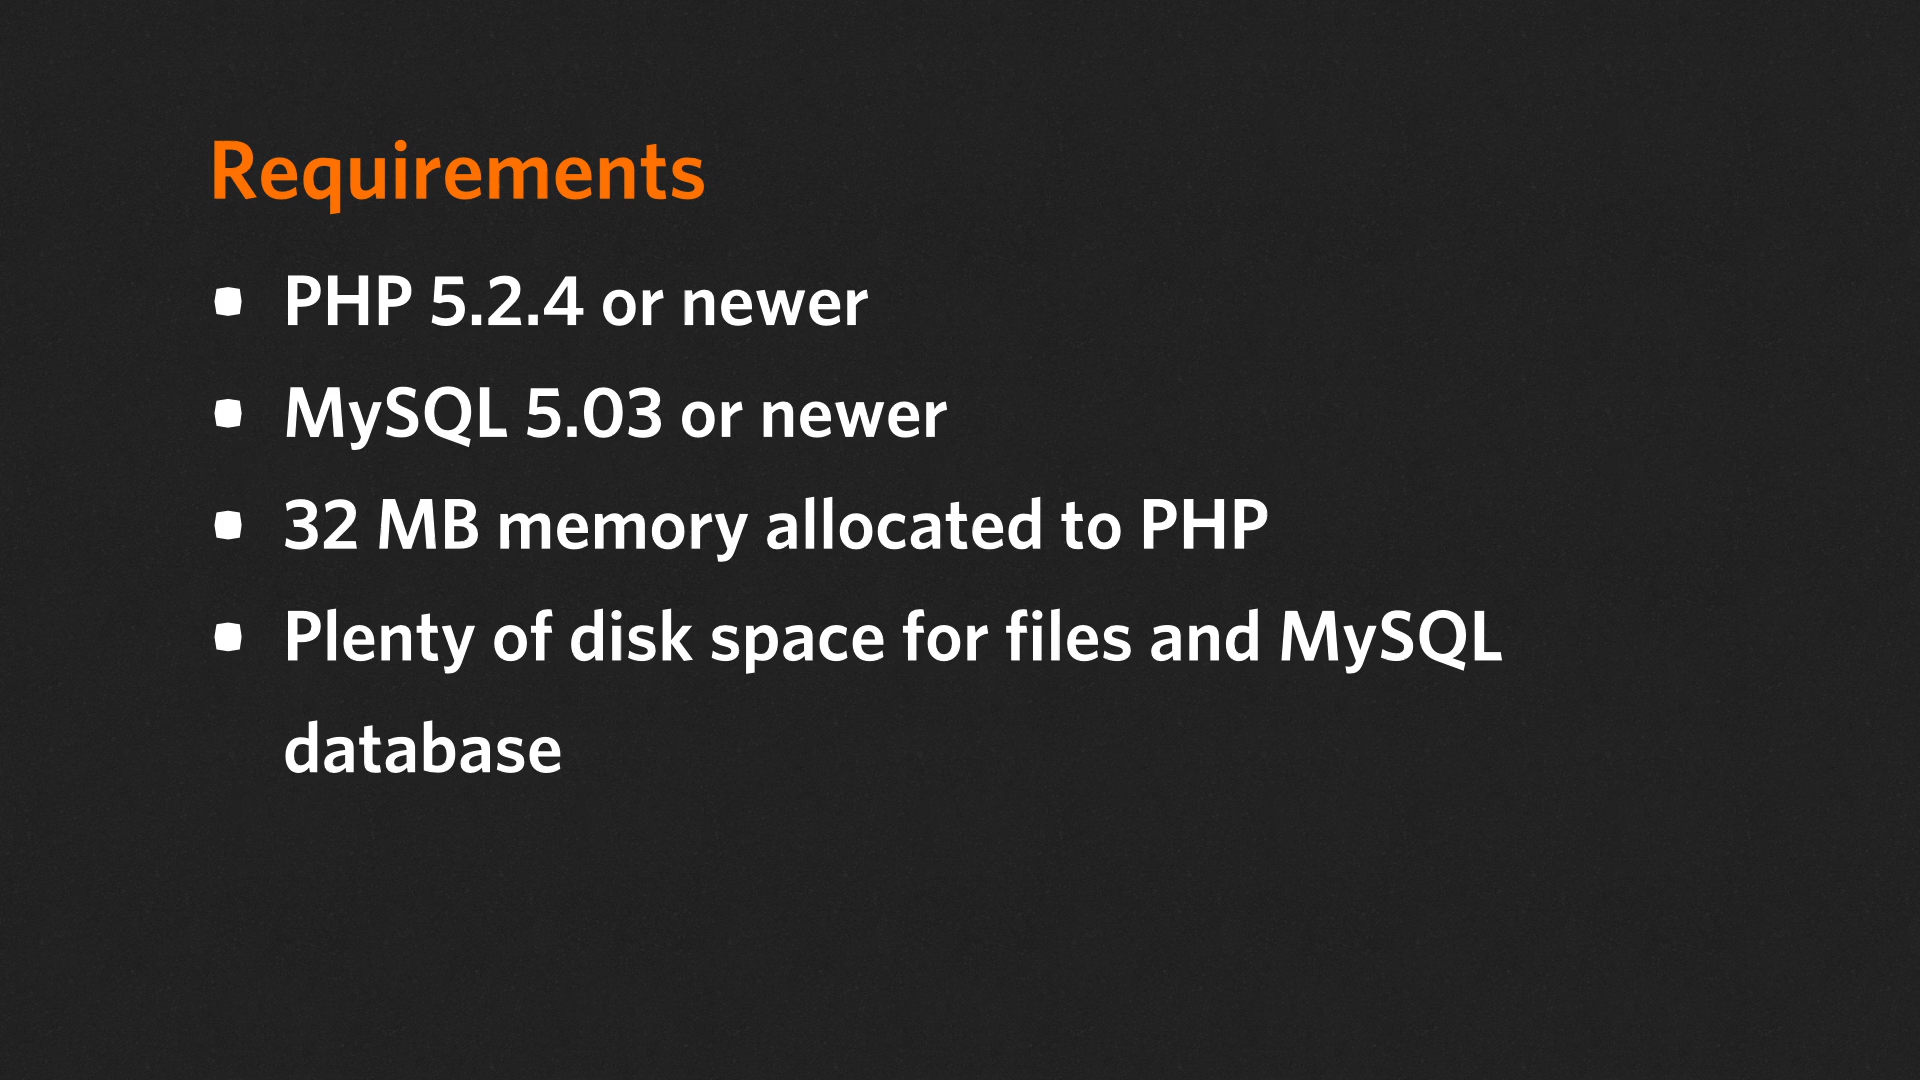 Requirements
▪ PHP 5.2.4 or newer
▪ MySQL 5.03 or newer
▪ 32 MB memory allocated to PHP
▪ Plenty of disk space for files and MySQL
database